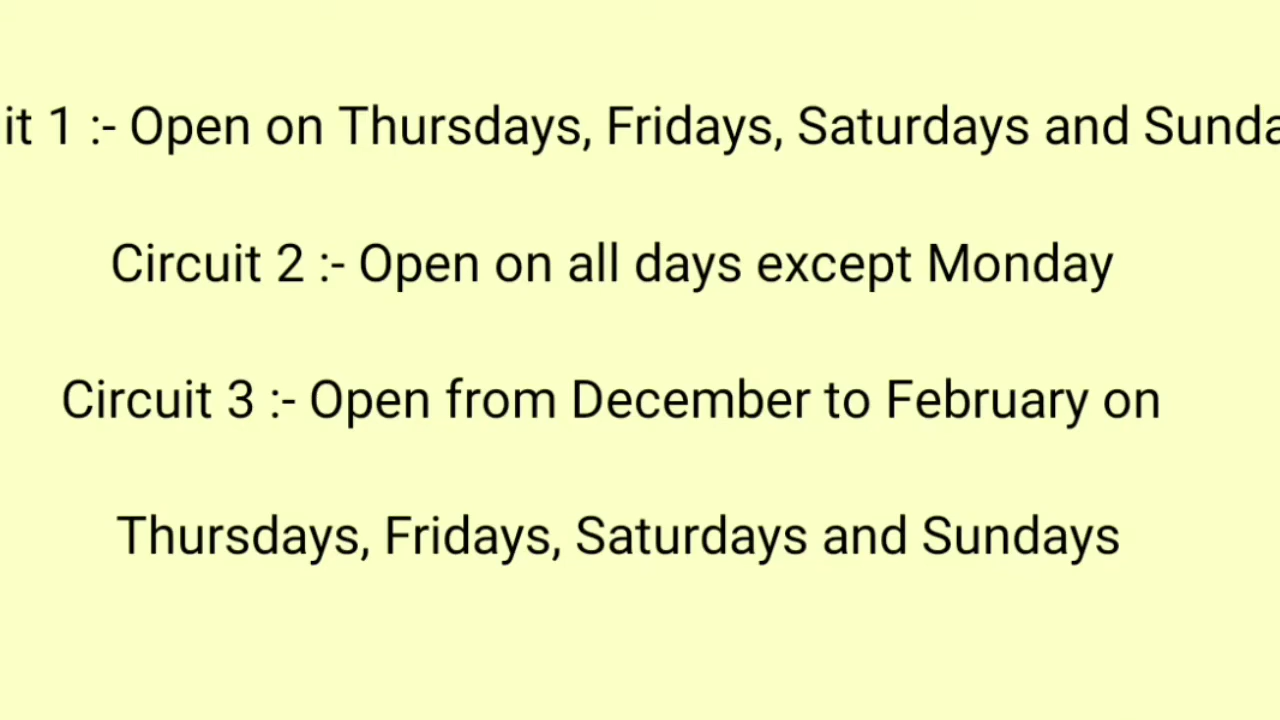 it 1 :- Open on Thursdays, Fridays, Saturdays and Sunda
Circuit 2 :- Open on all days except Monday
Circuit 3 :- Open from December to February on
Thursdays, Fridays, Saturdays and Sundays